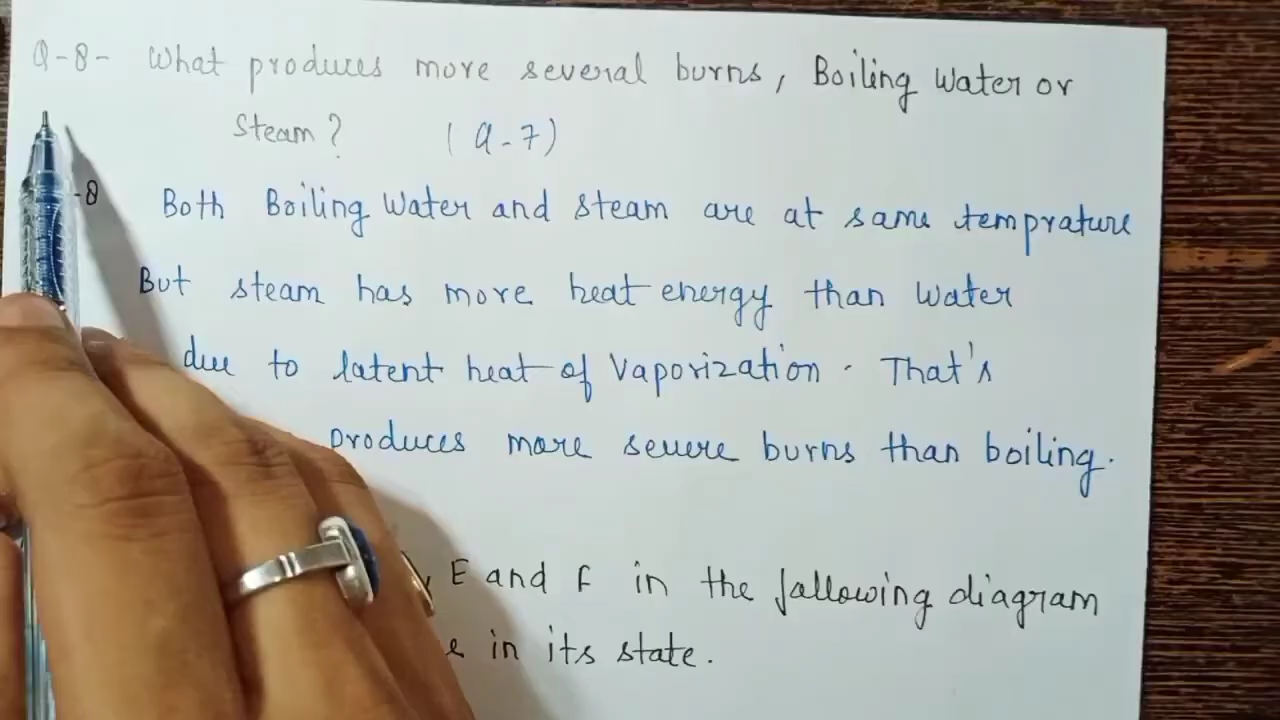 Q-8- What produces more several burns, Boiling Water or
Steam? (Q-7)
-8 Both Boiling Water and steam are at same temprature
But steam has more heat energy than Water
due to latent heat of Vaporization. That's
produces more severe burns than boiling.
E and F in the fallowing diagram
in its state.